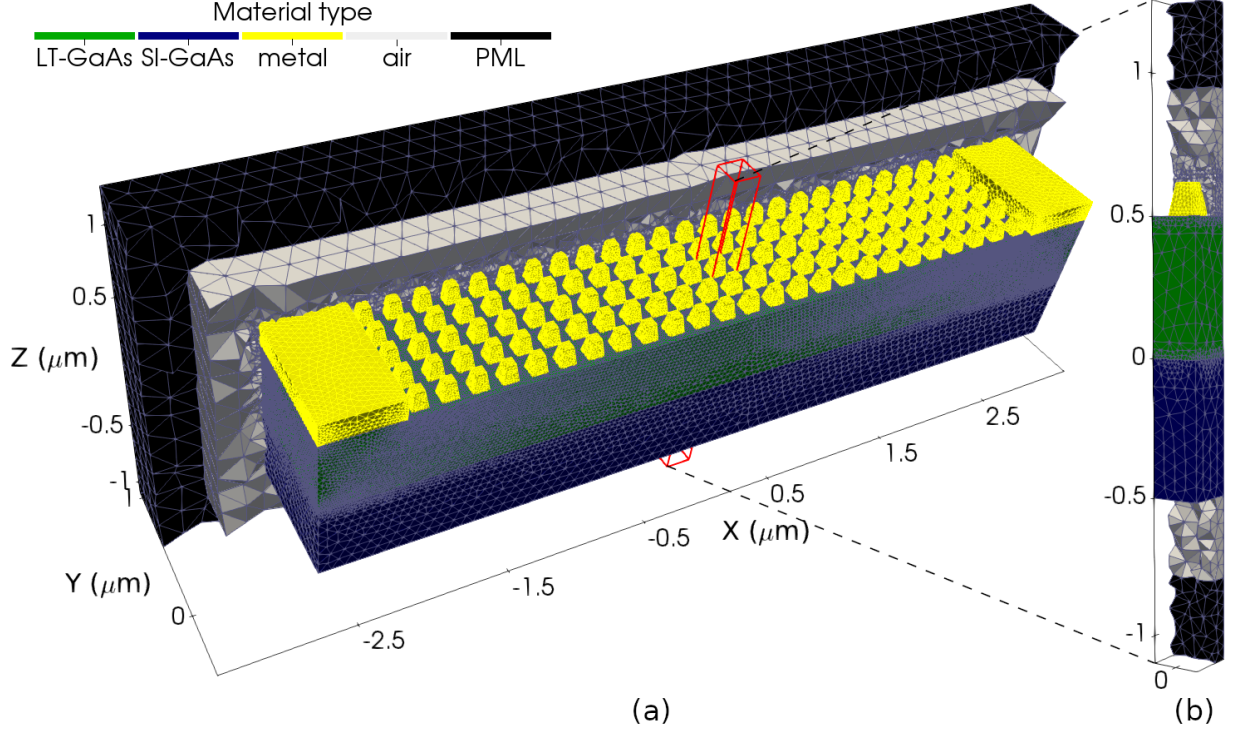 Material type
LT-GaAs SI-GaAs metal air PML
1
0.5
Z (μm)
-0.5
-1
1
Y (μm)
0
-2.5
-1.5
-0.5
X (μm)
0.5
1.5
2.5
(a)
1
0.5
0
-0.5
-1
0
(b)